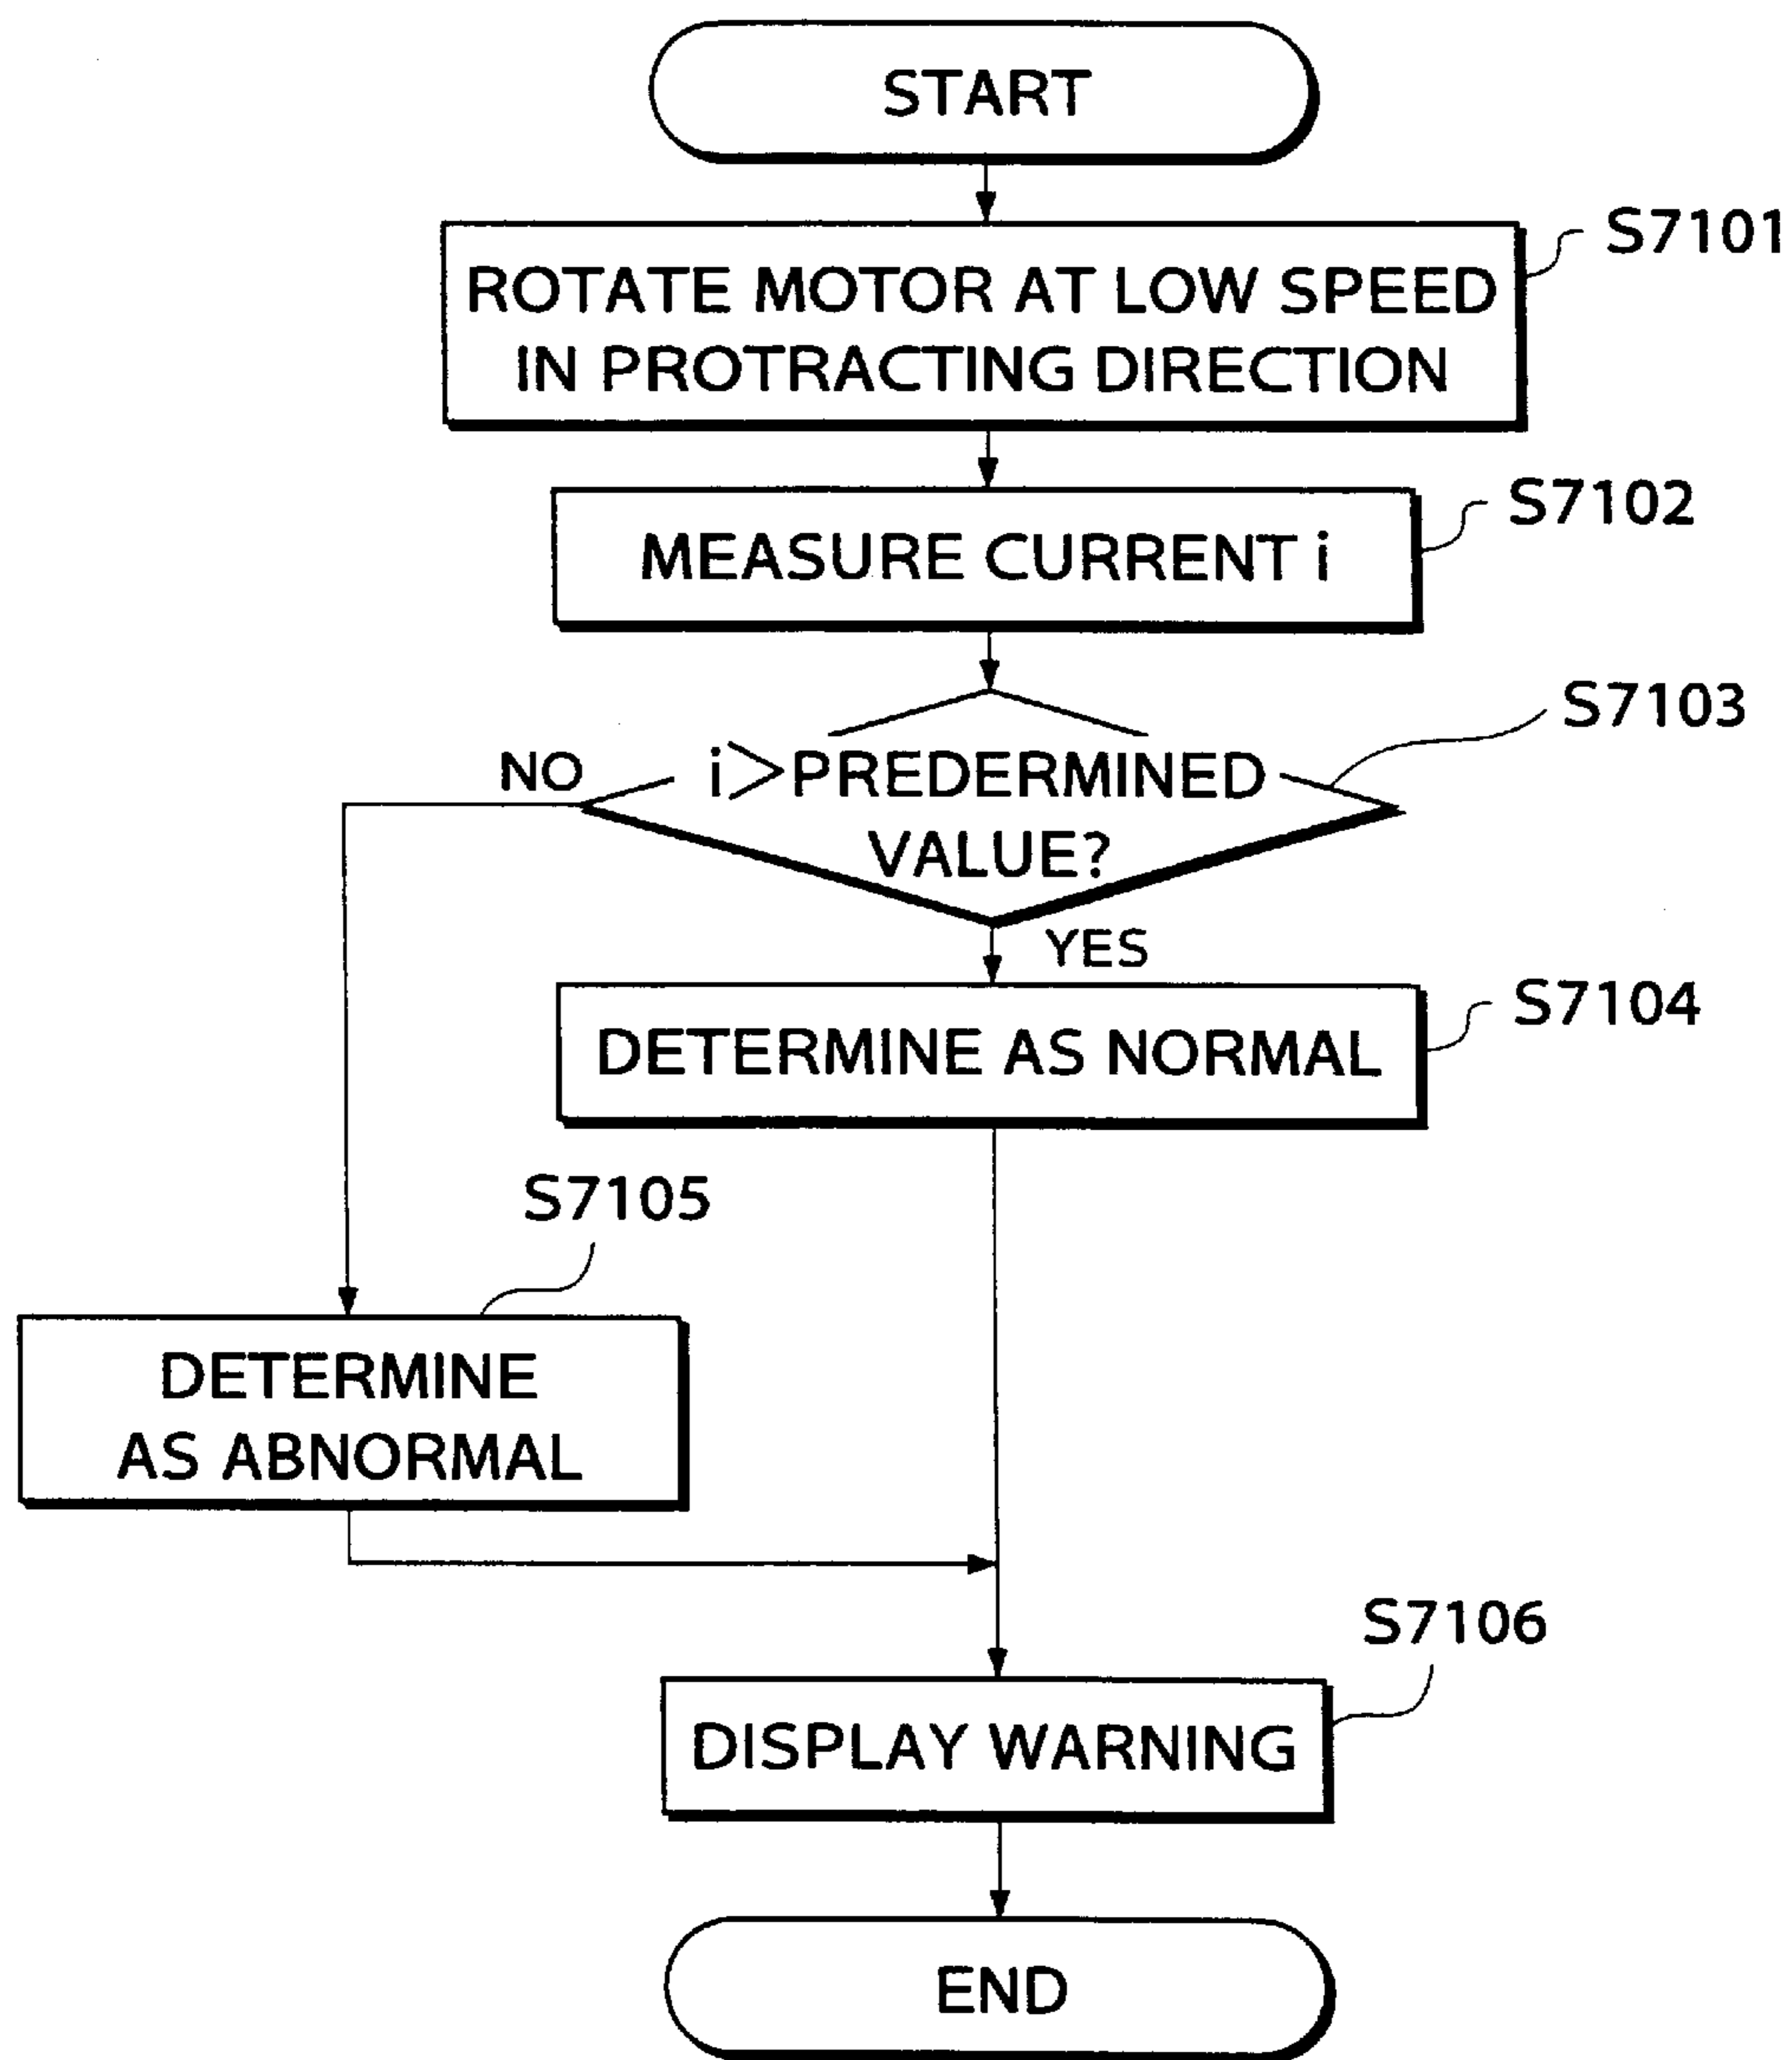 START
S7101
ROTATE MOTOR AT LOW SPEED
IN PROTRACTING DIRECTION
S7102
MEASURE CURRENT i
S7103
NO
i>PREDERMINED
VALUE?
YES
S7104
DETERMINE AS NORMAL
S7105
DETERMINE
AS ABNORMAL
S7106
DISPLAY WARNING
END